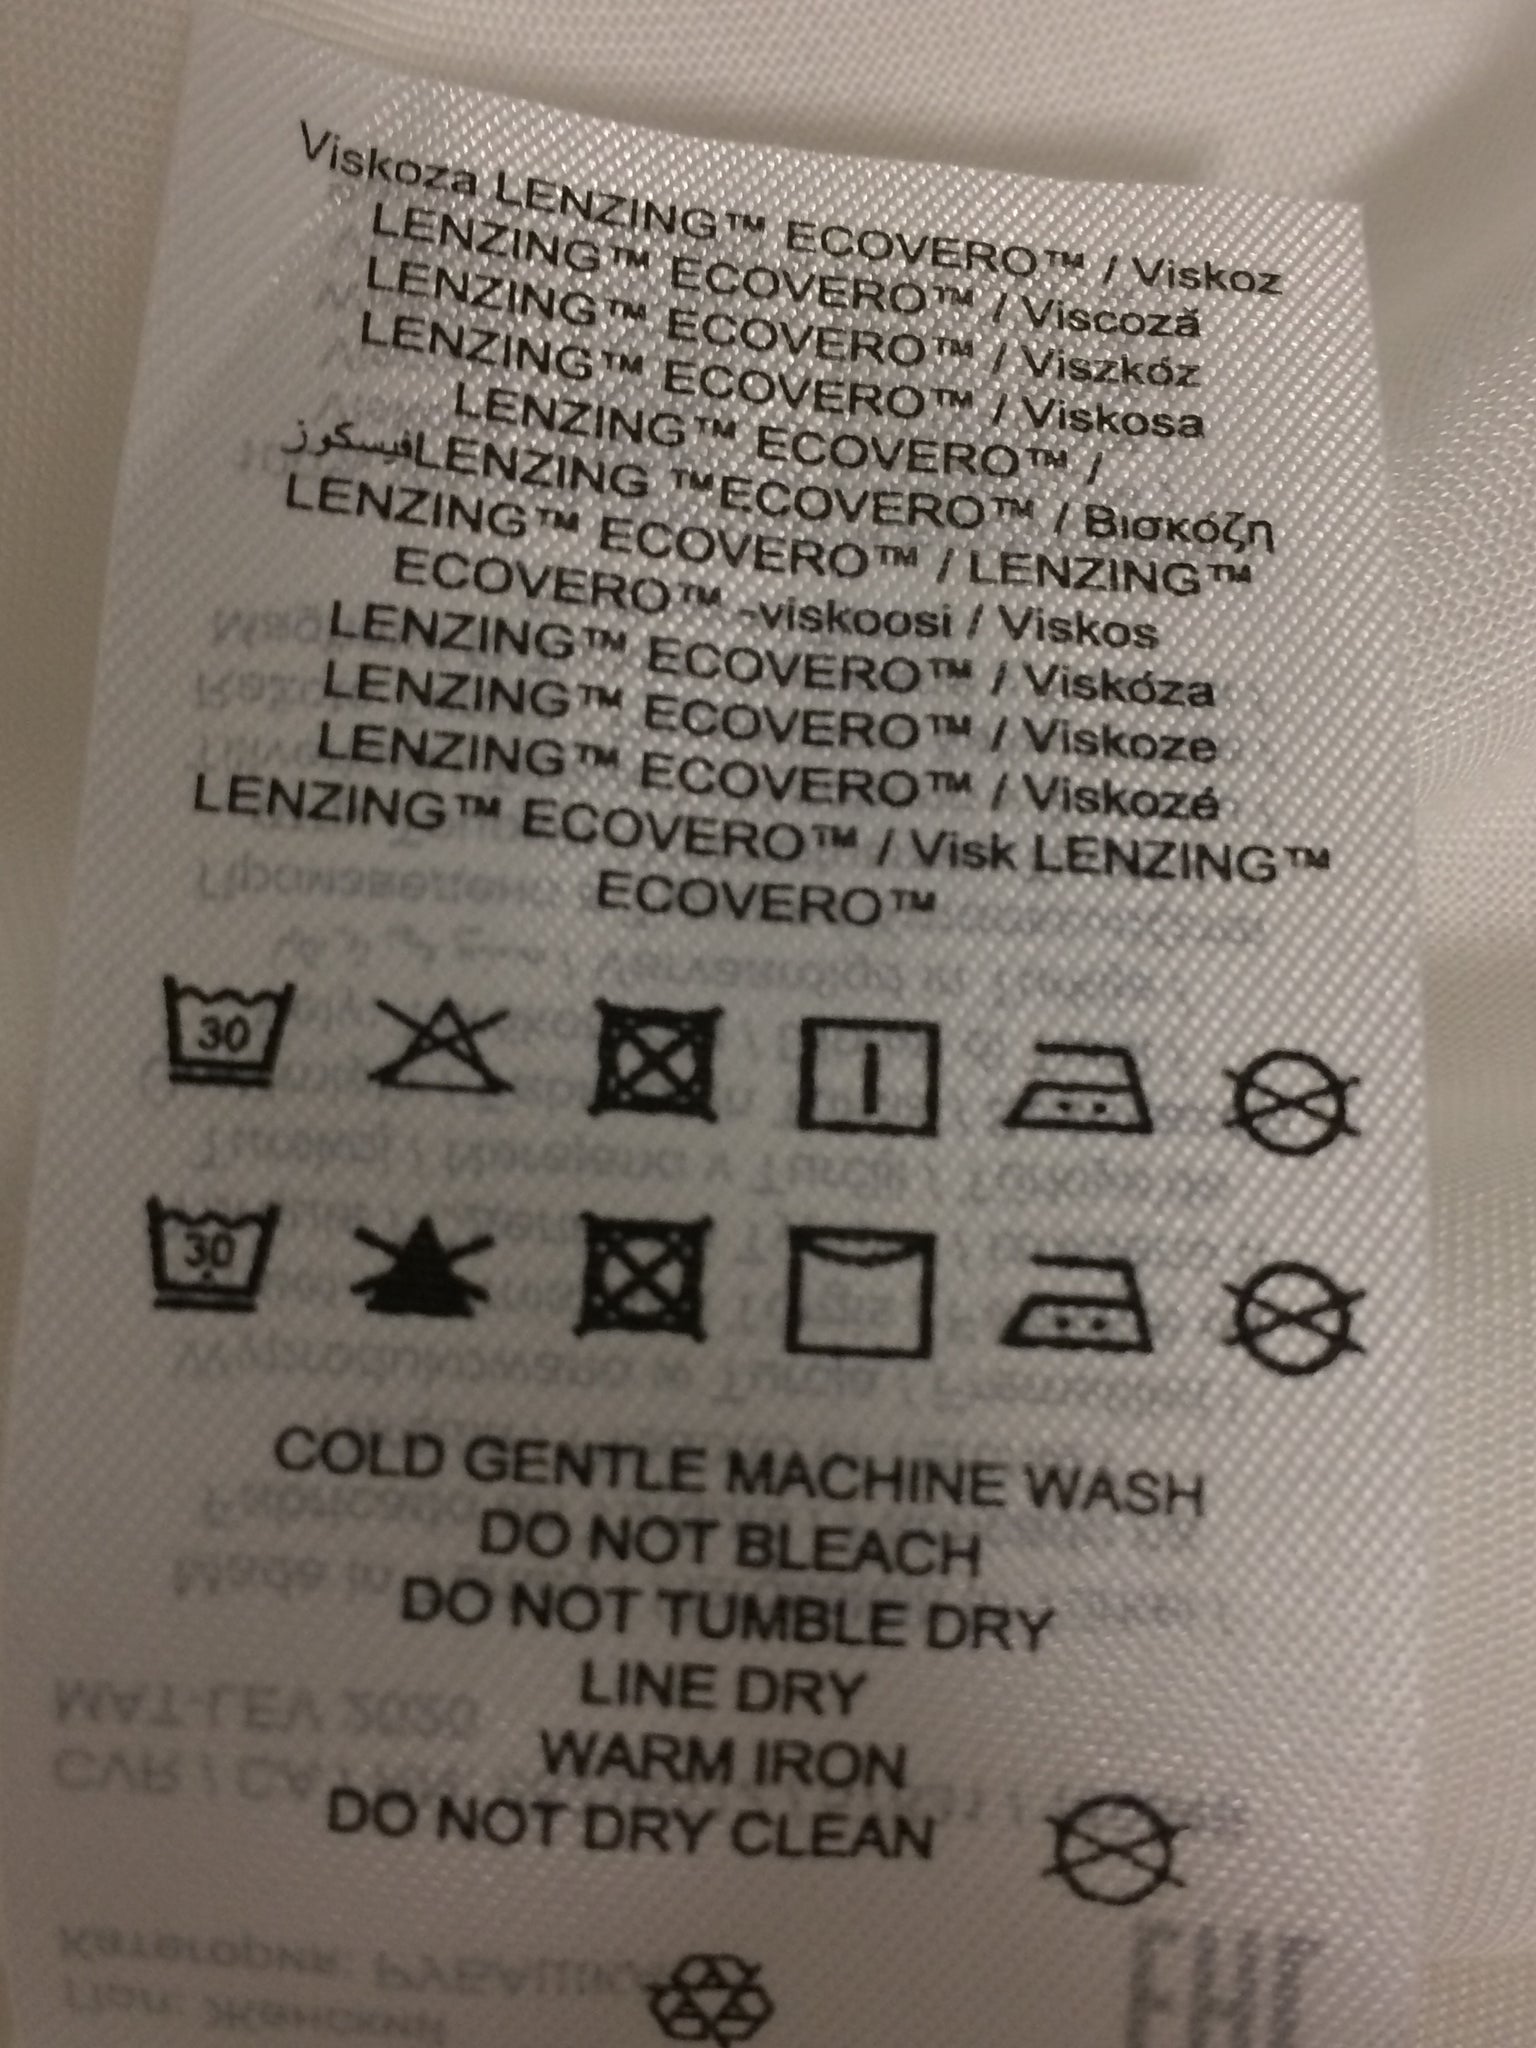 Viskoza LENZING™ ECOVERO™ / Viskoz
LENZING™ ECOVERO™ / Viscoză
LENZING™ ECOVERO™ / Viszkóz
LENZING™ ECOVERO™ / Viskosa
LENZING™ ECOVERO™ /
فيسكوزLENZING ™ECOVERO™ / Βισκόζη
LENZING™ ECOVERO™ / LENZING™
ECOVERO™ -viskoosi / Viskos
LENZING™ ECOVERO™ / Viskóza
LENZING™ ECOVERO™ / Viskoze
LENZING™ ECOVERO™ / Viskozé
LENZING™ ECOVERO™ / Visk LENZING™
ECOVERO™
30
30
COLD GENTLE MACHINE WASH
DO NOT BLEACH
DO NOT TUMBLE DRY
LINE DRY
WARM IRON
DO NOT DRY CLEAN
MAT-LEV 2020